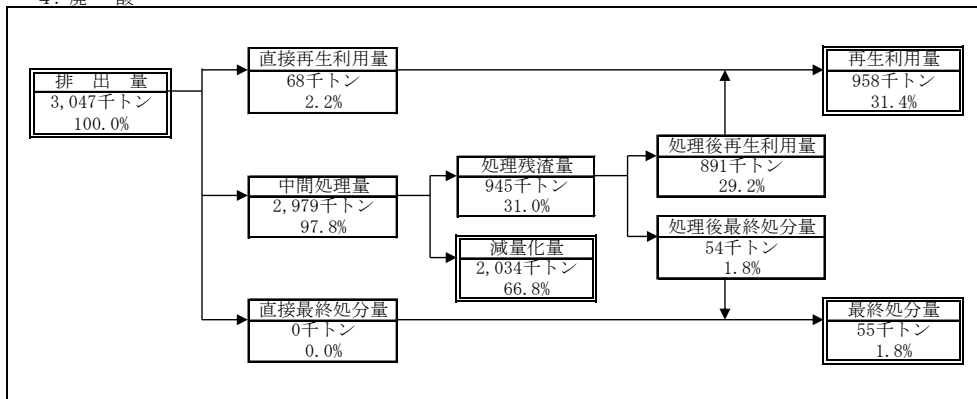 4. 廃　酸
排　出　量
3,047千トン
100.0%
直接再生利用量
68千トン
2.2%
再生利用量
958千トン
31.4%
中間処理量
2,979千トン
97.8%
処理残渣量
945千トン
31.0%
処理後再生利用量
891千トン
29.2%
減量化量
2,034千トン
66.8%
処理後最終処分量
54千トン
1.8%
直接最終処分量
0千トン
0.0%
最終処分量
55千トン
1.8%